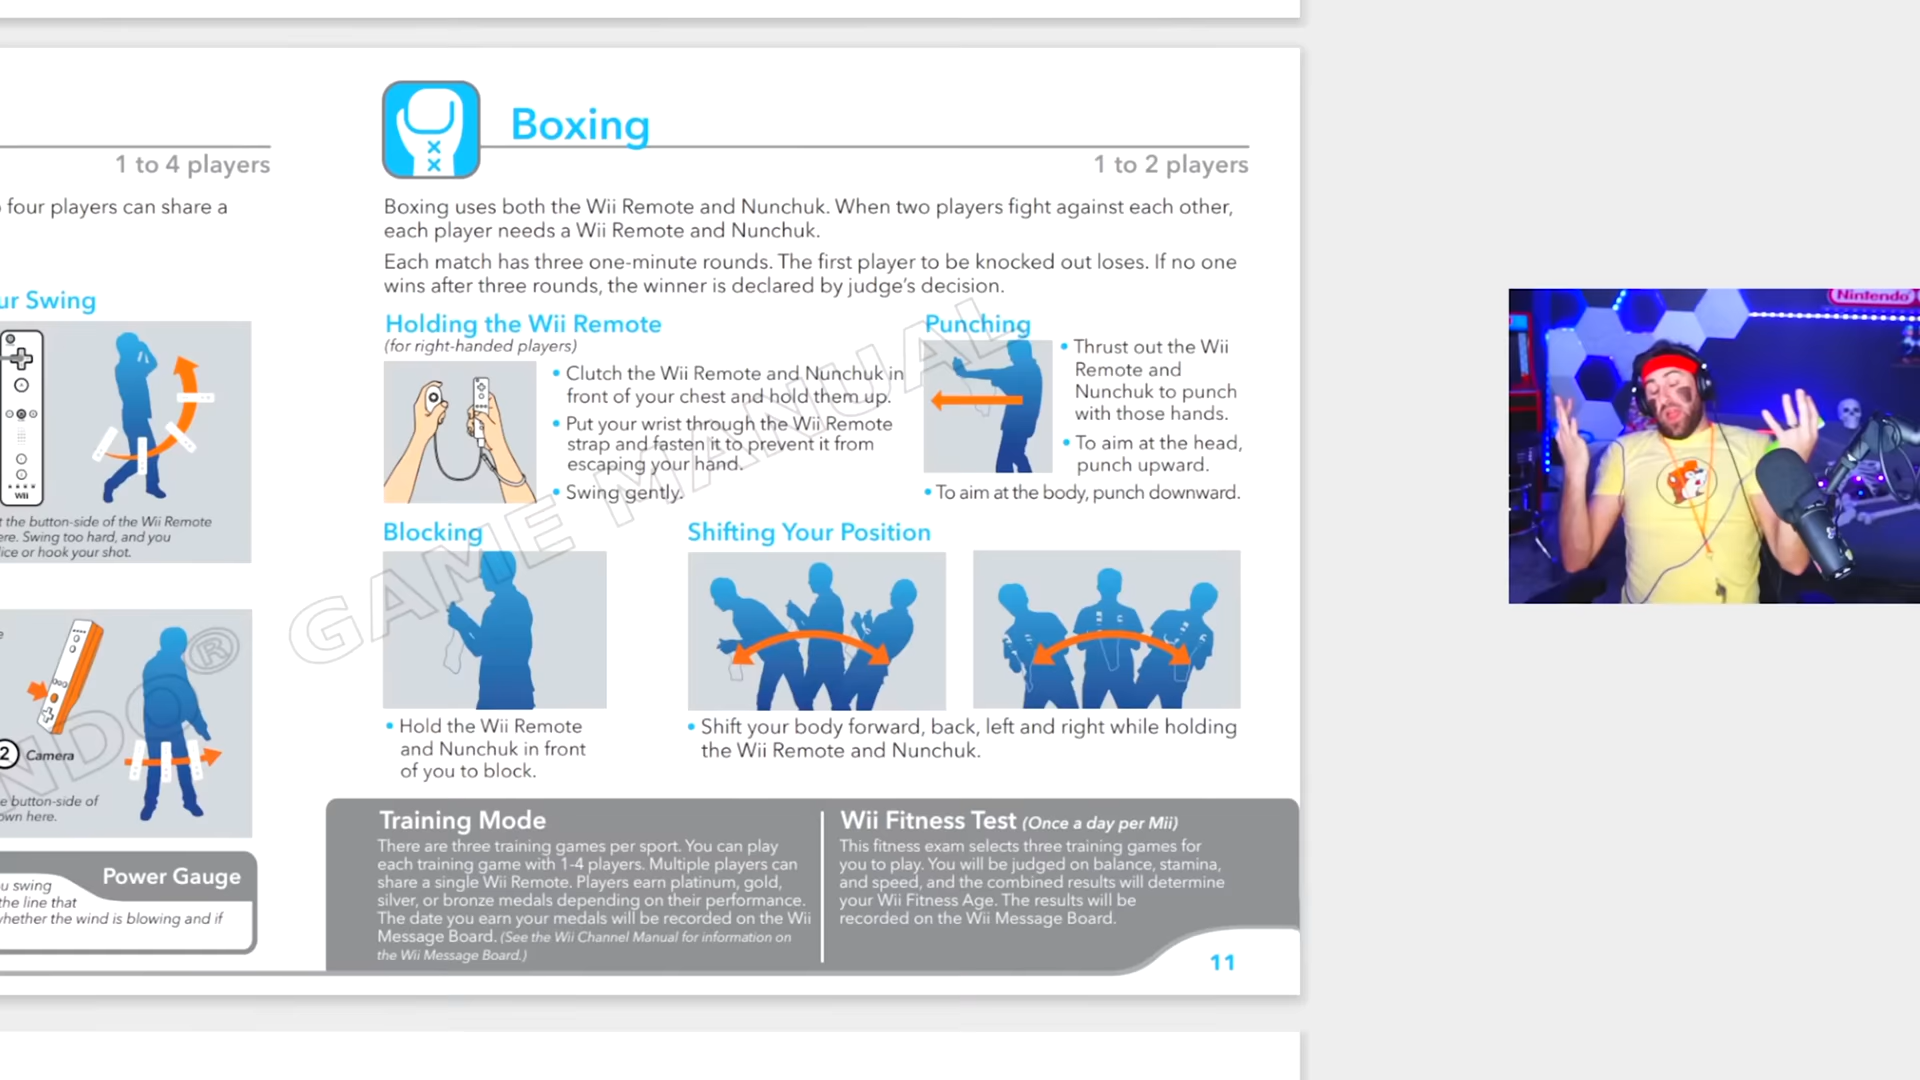 1 to 4 players
four players can share a
ur Swing
Wii
t the button-side of the Wii Remote
ere. Swing too hard, and you
lice or hook your shot.
e
2 Camera
e button-side of
own here.
Power Gauge
u swing
the line that
whether the wind is blowing and if
Boxing
1 to 2 players
Boxing uses both the Wii Remote and Nunchuk. When two players fight against each other,
each player needs a Wii Remote and Nunchuk.
Each match has three one-minute rounds. The first player to be knocked out loses. If no one
wins after three rounds, the winner is declared by judge's decision.
Holding the Wii Remote
(for right-handed players)
• Clutch the Wii Remote and Nunchuk in
front of your chest and hold them up.
• Put your wrist through the Wii Remote
strap and fasten it to prevent it from
escaping your hand.
• Swing gently.
Punching
• Thrust out the Wii
Remote and
Nunchuk to punch
with those hands.
• To aim at the head,
punch upward.
• To aim at the body, punch downward.
Blocking
• Hold the Wii Remote
and Nunchuk in front
of you to block.
Shifting Your Position
• Shift your body forward, back, left and right while holding
the Wii Remote and Nunchuk.
NDO® GAME MANUAL
Training Mode
There are three training games per sport. You can play
each training game with 1-4 players. Multiple players can
share a single Wii Remote. Players earn platinum, gold,
silver, or bronze medals depending on their performance.
The date you earn your medals will be recorded on the Wii
Message Board. (See the Wii Channel Manual for information on
the Wii Message Board.)
Wii Fitness Test (Once a day per Mii)
This fitness exam selects three training games for
you to play. You will be judged on balance, stamina,
and speed, and the combined results will determine
your Wii Fitness Age. The results will be
recorded on the Wii Message Board.
11
Nintendo